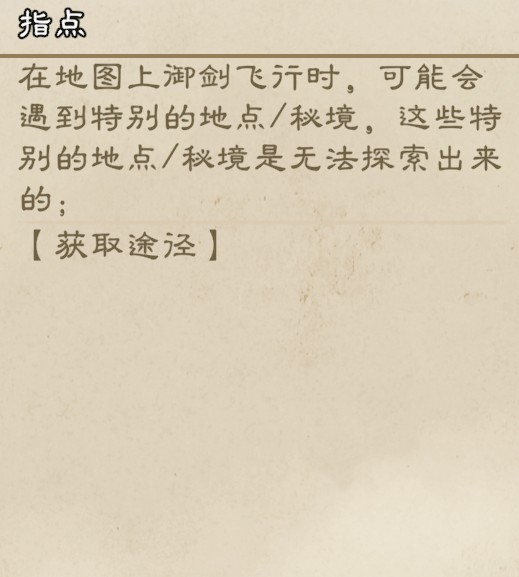 指点
在地图上御剑飞行时，可能会
遇到特别的地点/秘境，这些特
别的地点/秘境是无法探索出来
的；
【获取途径】